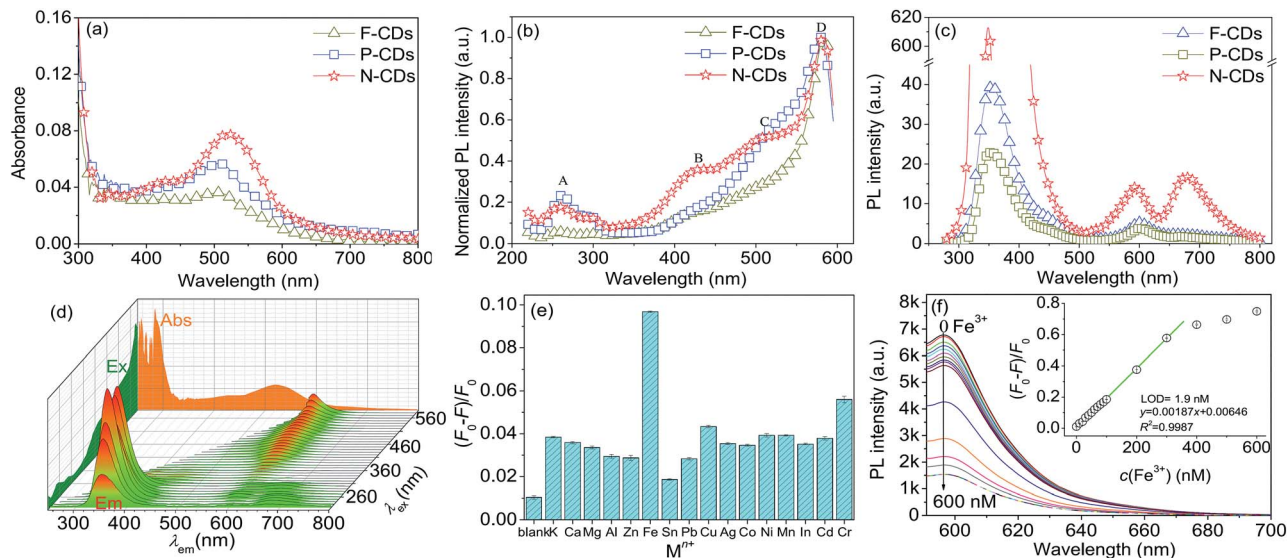 (a)
F-CDs
P-CDs
N-CDs
0.16
0.12
0.08
0.04
0.00
Absorbance
300 400 500 600 700 800
Wavelength (nm)
(b)
F-CDs
P-CDs
N-CDs
A
B
C
D
1.0
0.8
0.6
0.4
0.2
0.0
Normalized PL intensity (a.u.)
200 300 400 500 600
Wavelength (nm)
(c)
F-CDs
P-CDs
N-CDs
620
600
40
30
20
10
0
PL intensity (a.u.)
300 400 500 600 700 800
Wavelength (nm)
(d)
Abs
Ex
Em
560
460
360
260
λex (nm)
300 400 500 600 700 800
λem(nm)
(e)
0.10
0.08
0.06
0.04
0.02
0.00
(F0-F)/F0
blank K Ca Mg Al Zn Fe Sn Pb Cu Ag Co Ni Mn In Cd Cr
Mn+
(f)
0 Fe3+
600 nM
8k
7k
6k
5k
4k
3k
2k
1k
0
PL intensity (a.u.)
600 620 640 660 680 700
Wavelength (nm)
0.8
0.6
0.4
0.2
0.0
(F0-F)/F0
LOD= 1.9 nM
y=0.00187x+0.00646
R2=0.9987
0 100 200 300 400 500 600
c(Fe3+) (nM)